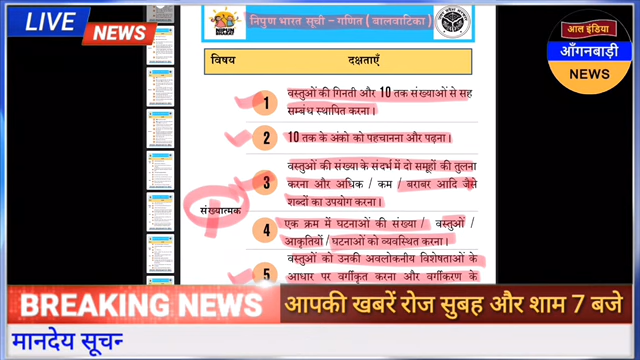 LIVE NEWS
निपुण भारत सूची – गणित (बालवाटिका)
आल इंडिया
आँगनबाड़ी
NEWS
विषय दक्षताएँ
1 वस्तुओं की गिनती और 10 तक संख्याओं से सह
सम्बंध स्थापित करना।
2 10 तक के अंको को पहचानना और पढ़ना।
3 वस्तुओं की संख्या के संदर्भ में दो समूहों की तुलना
करना और अधिक / कम / बराबर आदि जैसे
शब्दों का उपयोग करना।
संख्यात्मक
4 एक क्रम में घटनाओं की संख्या / वस्तुओं /
आकृतियों / घटनाओं को व्यवस्थित करना।
5 वस्तुओं को उनकी अवलोकनीय विशेषताओं के
आधार पर वर्गीकृत करना और वर्गीकरण के
BREAKING NEWS आपकी खबरें रोज सुबह और शाम 7 बजे
मानदेय सूचन